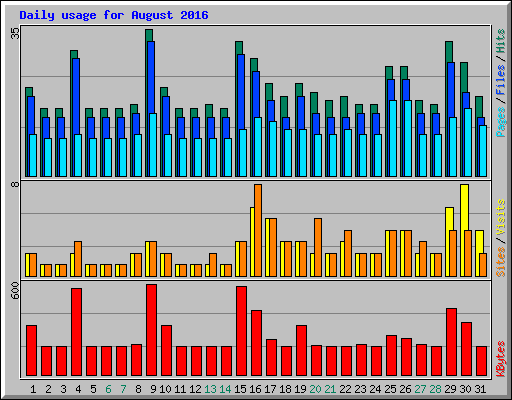 Daily usage for August 2016
35
Pages / Files / Hits
8
Sites / Visits
600
KBytes
1 2 3 4 5 6 7 8 9 10 11 12 13 14 15 16 17 18 19 20 21 22 23 24 25 26 27 28 29 30 31